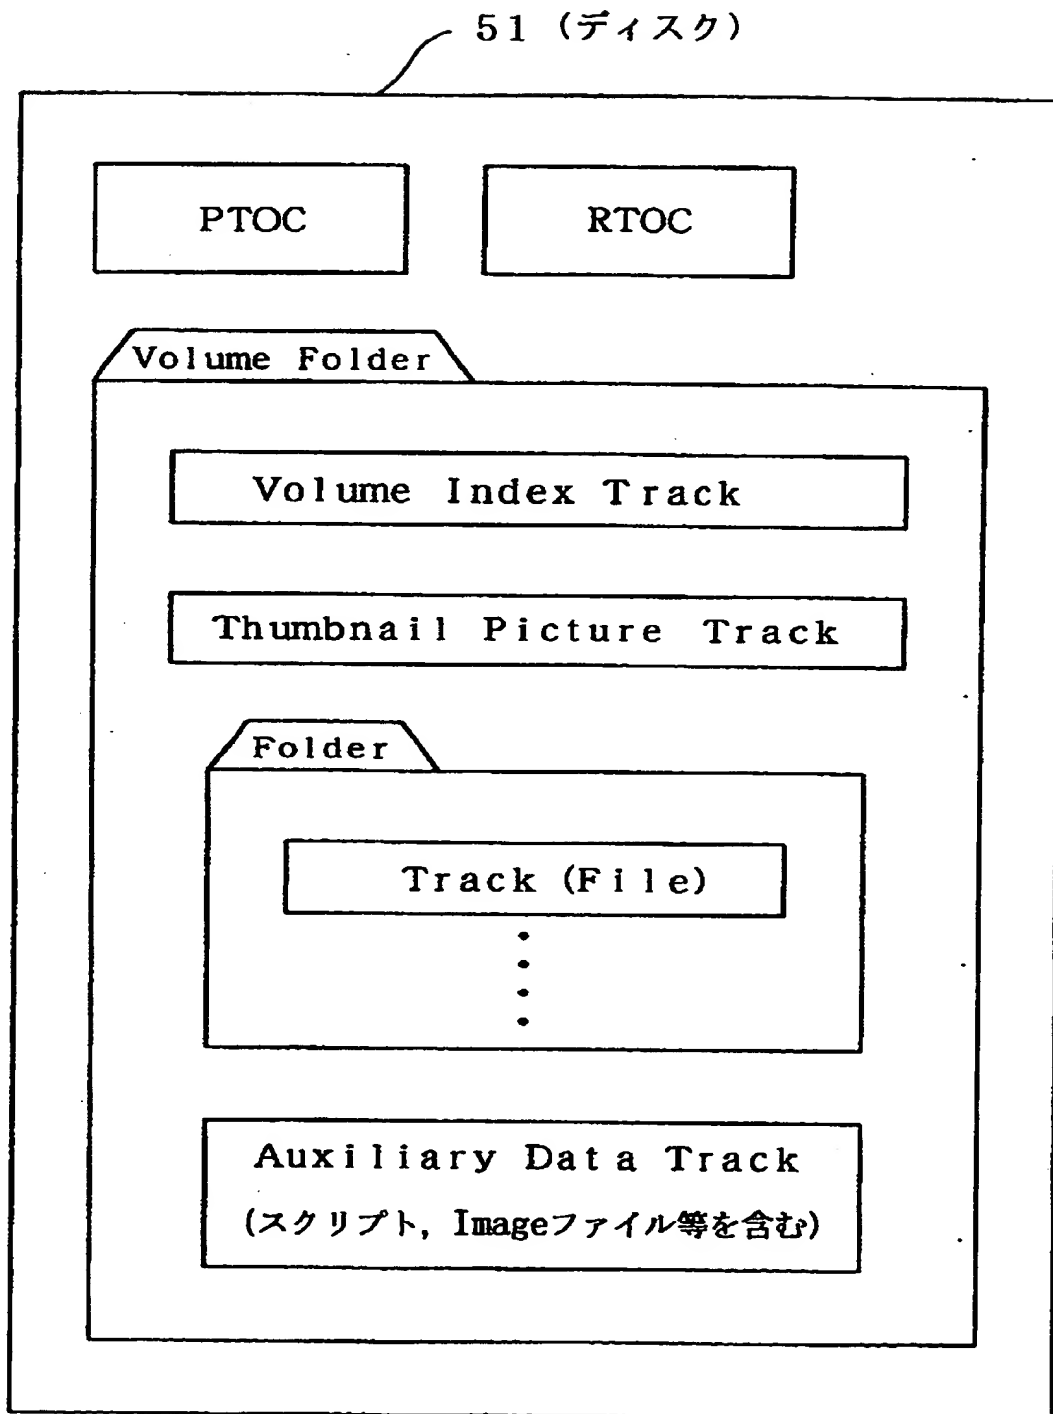 51 (ディスク)
PTOC
RTOC
Volume Folder
Volume Index Track
Thumbnail Picture Track
Folder
Track (File)
Auxiliary Data Track
(スクリプト, Imageファイル等を含む)